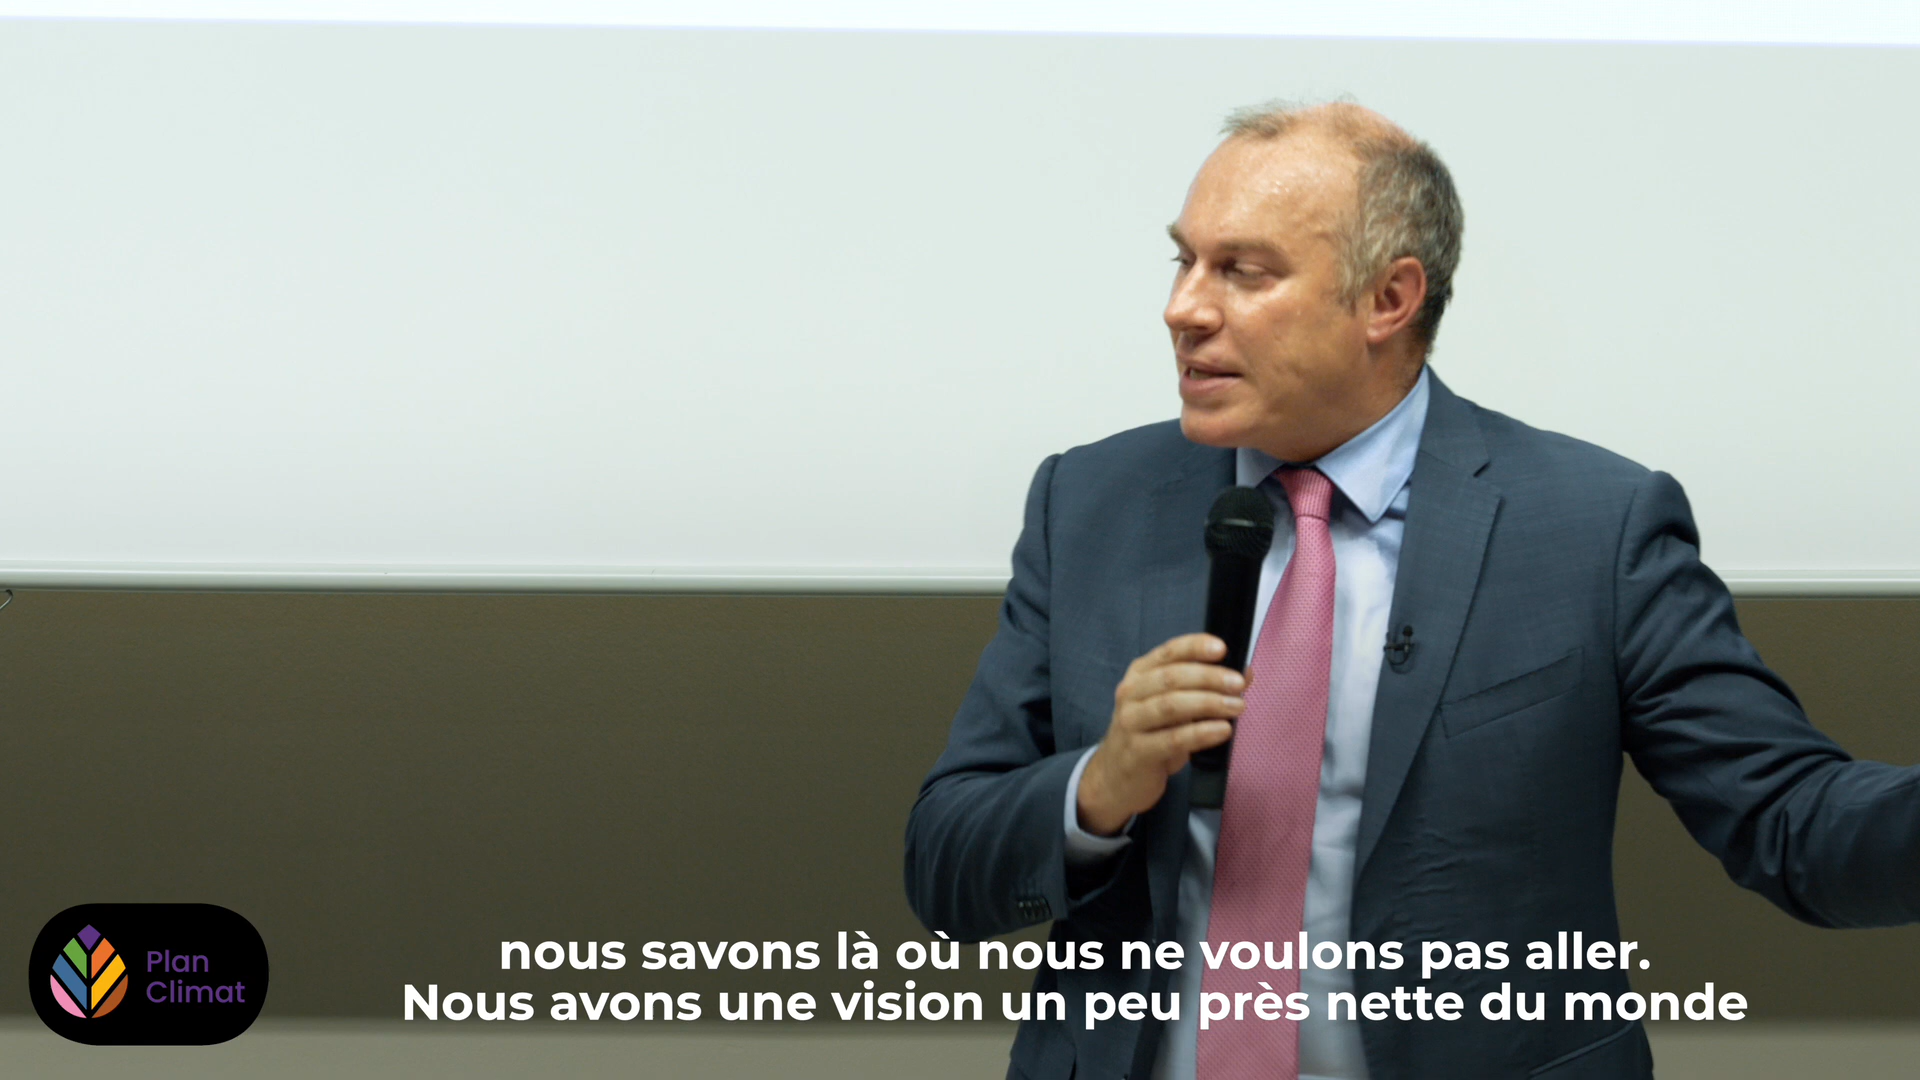 nous savons là où nous ne voulons pas aller.
Nous avons une vision un peu près nette du monde
Plan
Climat